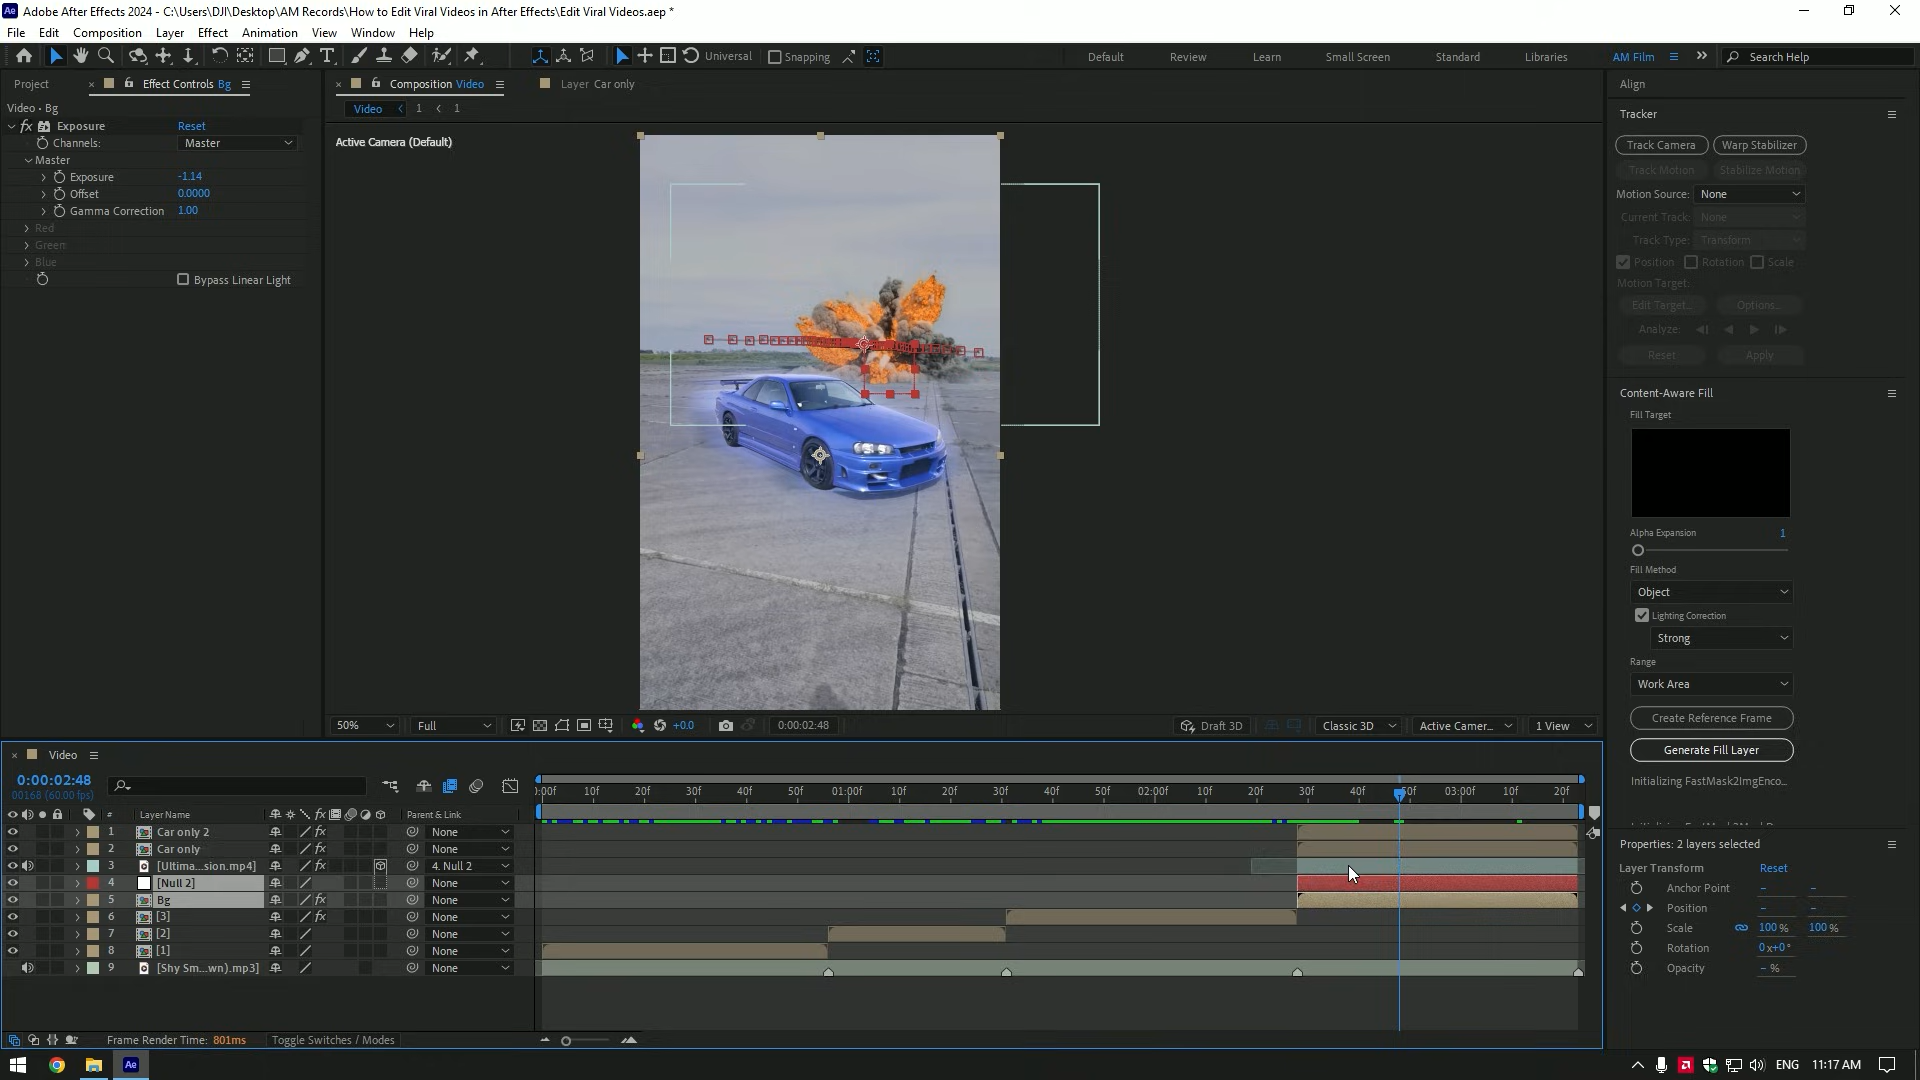 Adobe After Effects 2024 - C:\Users\DJI\Desktop\AM Records\How to Edit Viral Videos in After Effects\Edit Viral Videos.aep *
File Edit Composition Layer Effect Animation View Window Help
Universal Snapping Default Review Learn Small Screen Standard Libraries AM Film Search Help
Project Effect Controls Bg
Video • Bg
Exposure Reset
Channels: Master
Master
Exposure -1.14
Offset 0.0000
Gamma Correction 1.00
Red
Green
Blue
Bypass Linear Light
Composition Video Layer Car only
Video 1 1
Active Camera (Default)
50% Full +0.0 0:00:02:48 Draft 3D Classic 3D Active Camer... 1 View
Align
Tracker
Track Camera Warp Stabilizer
Track Motion Stabilize Motion
Motion Source: None
Current Track: None
Track Type: Transform
Position Rotation Scale
Motion Target:
Edit Target... Options...
Analyze:
Reset Apply
Content-Aware Fill
Fill Target
Alpha Expansion 1
Fill Method
Object
Lighting Correction
Strong
Range
Work Area
Create Reference Frame
Generate Fill Layer
Initializing FastMask2ImgEnco...
Properties: 2 layers selected
Layer Transform Reset
Anchor Point – –
Position – –
Scale 100% 100%
Rotation 0x+0°
Opacity –%
Video
0:00:02:48
00168 (60.00 fps)
:00f 10f 20f 30f 40f 50f 01:00f 10f 20f 30f 40f 50f 02:00f 10f 20f 30f 40f 50f 03:00f 10f 20f
# Layer Name Parent & Link
1 Car only 2 None
2 Car only None
3 [Ultima...sion.mp4] 4. Null 2
4 [Null 2] None
5 Bg None
6 [3] None
7 [2] None
8 [1] None
9 [Shy Sm...wn).mp3] None
Frame Render Time: 801ms Toggle Switches / Modes
ENG 11:17 AM